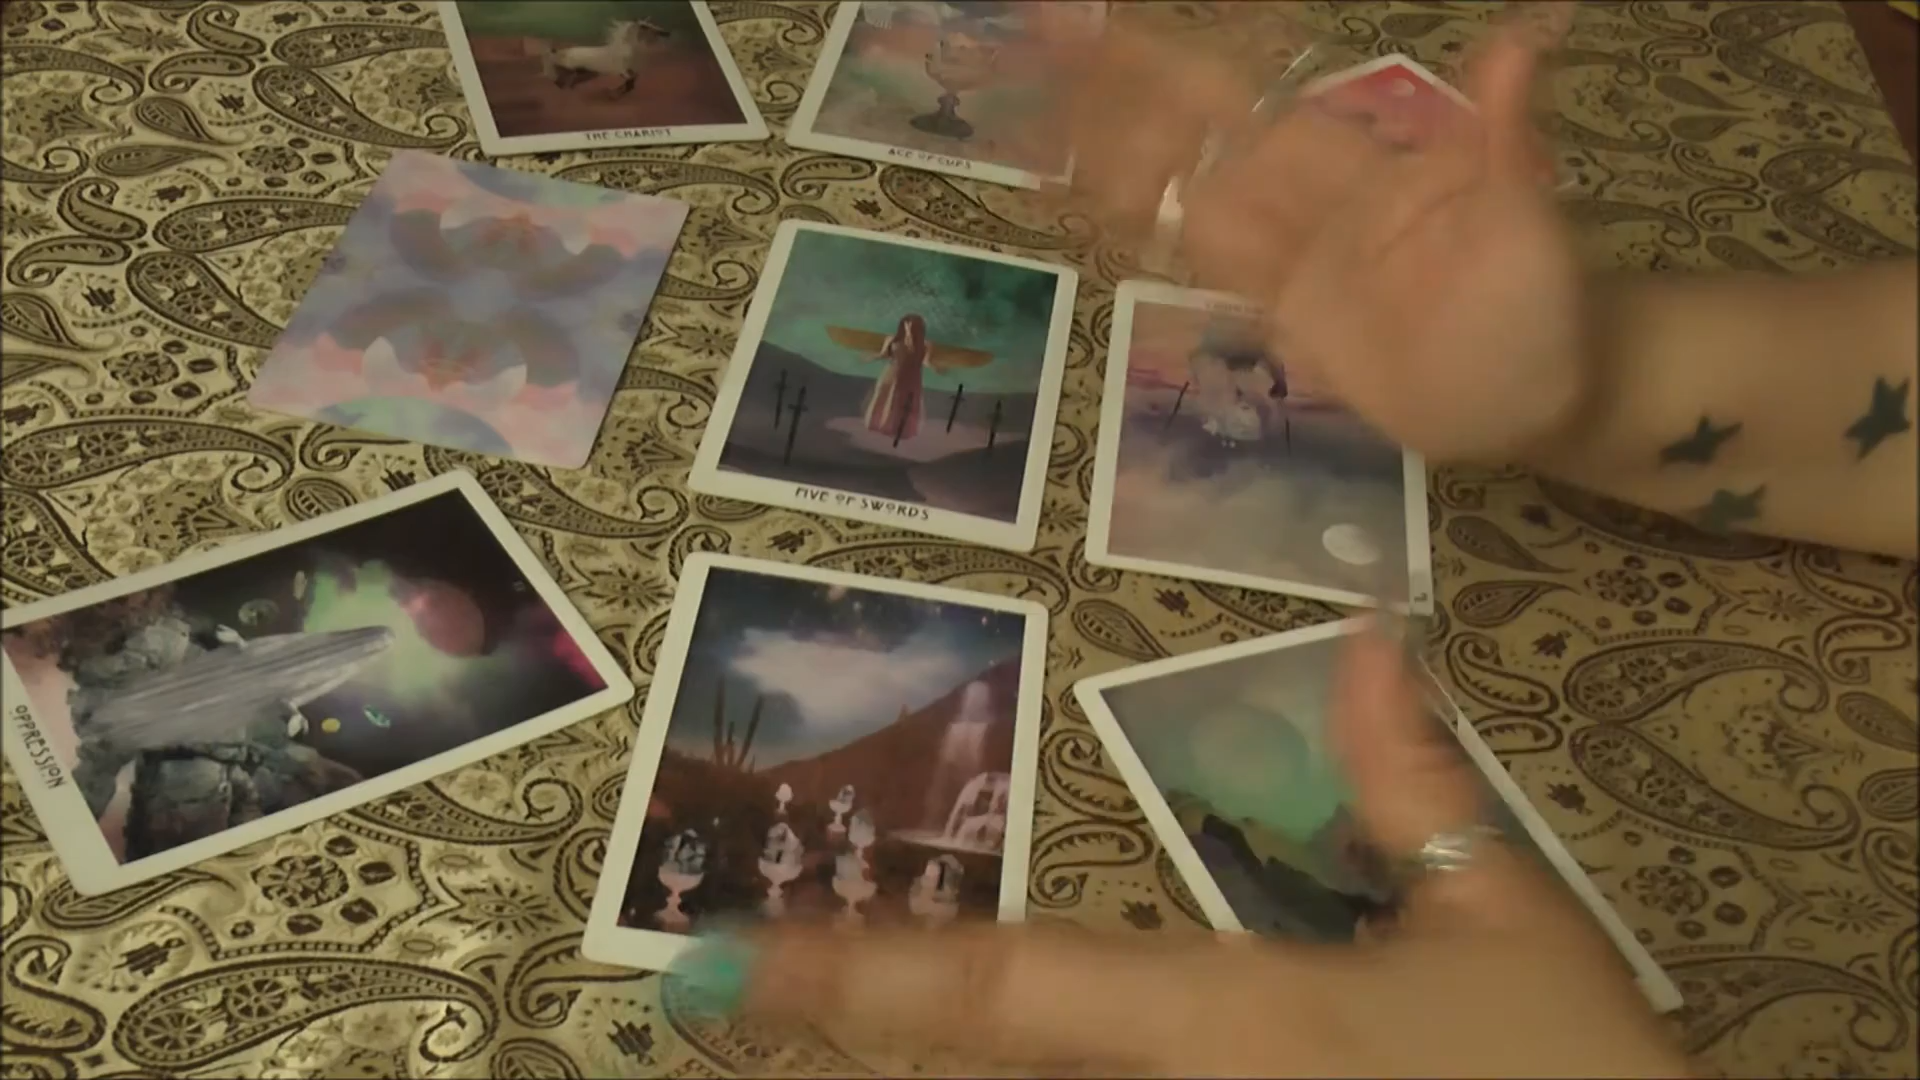 THE CHARIOT
ACE OF CUPS
FIVE OF SWORDS
OPPRESSION